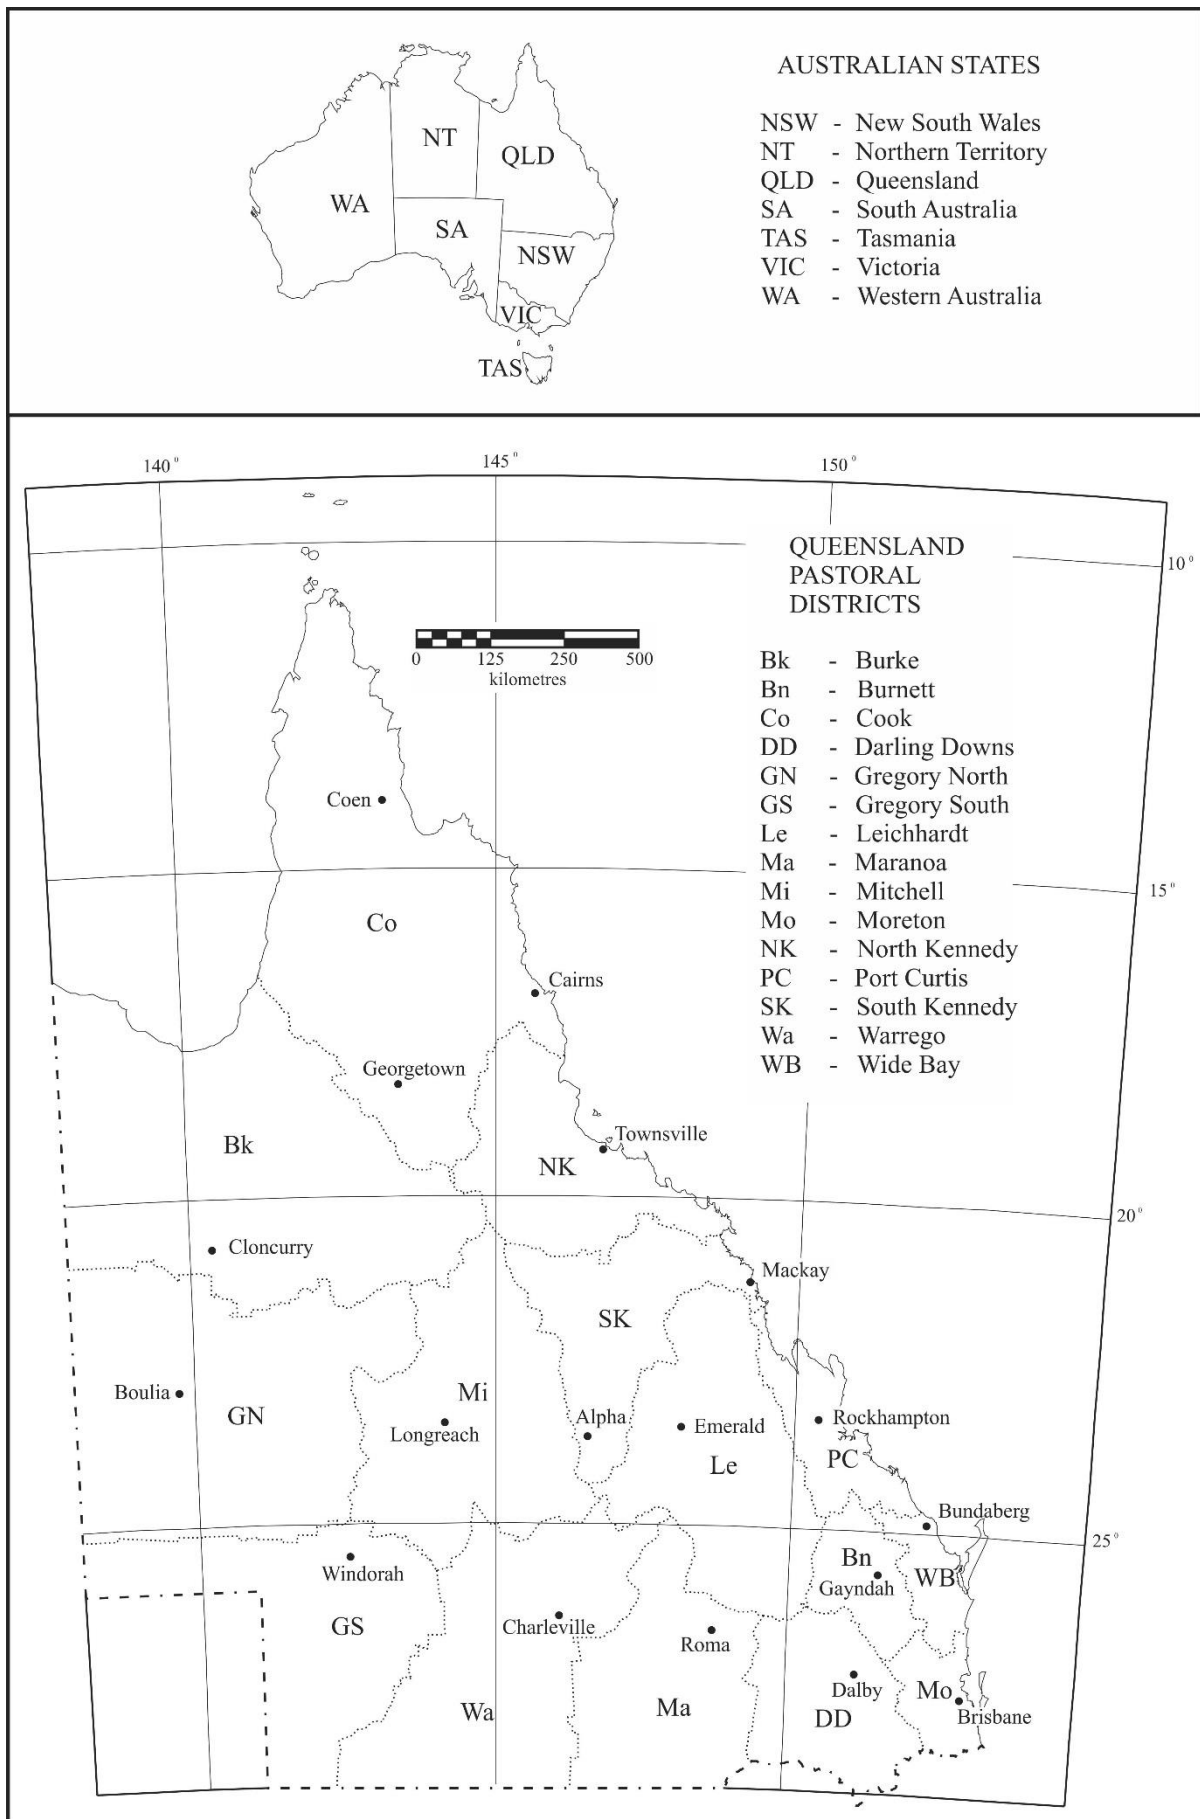 AUSTRALIAN STATES
NSW - New South Wales
NT - Northern Territory
QLD - Queensland
SA - South Australia
TAS - Tasmania
VIC - Victoria
WA - Western Australia
NT
QLD
WA
SA
NSW
VIC
TAS
140° 145° 150°
QUEENSLAND
PASTORAL
DISTRICTS
10°
0 125 250 500
kilometres
Bk - Burke
Bn - Burnett
Co - Cook
DD - Darling Downs
GN - Gregory North
GS - Gregory South
Le - Leichhardt
Ma - Maranoa
Mi - Mitchell
Mo - Moreton
NK - North Kennedy
PC - Port Curtis
SK - South Kennedy
Wa - Warrego
WB - Wide Bay
Coen
15°
Co
Cairns
Georgetown
Townsville
Bk
NK
20°
Cloncurry
Mackay
SK
Boulia
Mi
GN
Longreach
Alpha
Emerald
Rockhampton
Le
PC
Bundaberg
25°
Windorah
Bn
Gayndah
WB
GS
Charleville
Roma
Dalby
Mo
Brisbane
Wa
Ma
DD